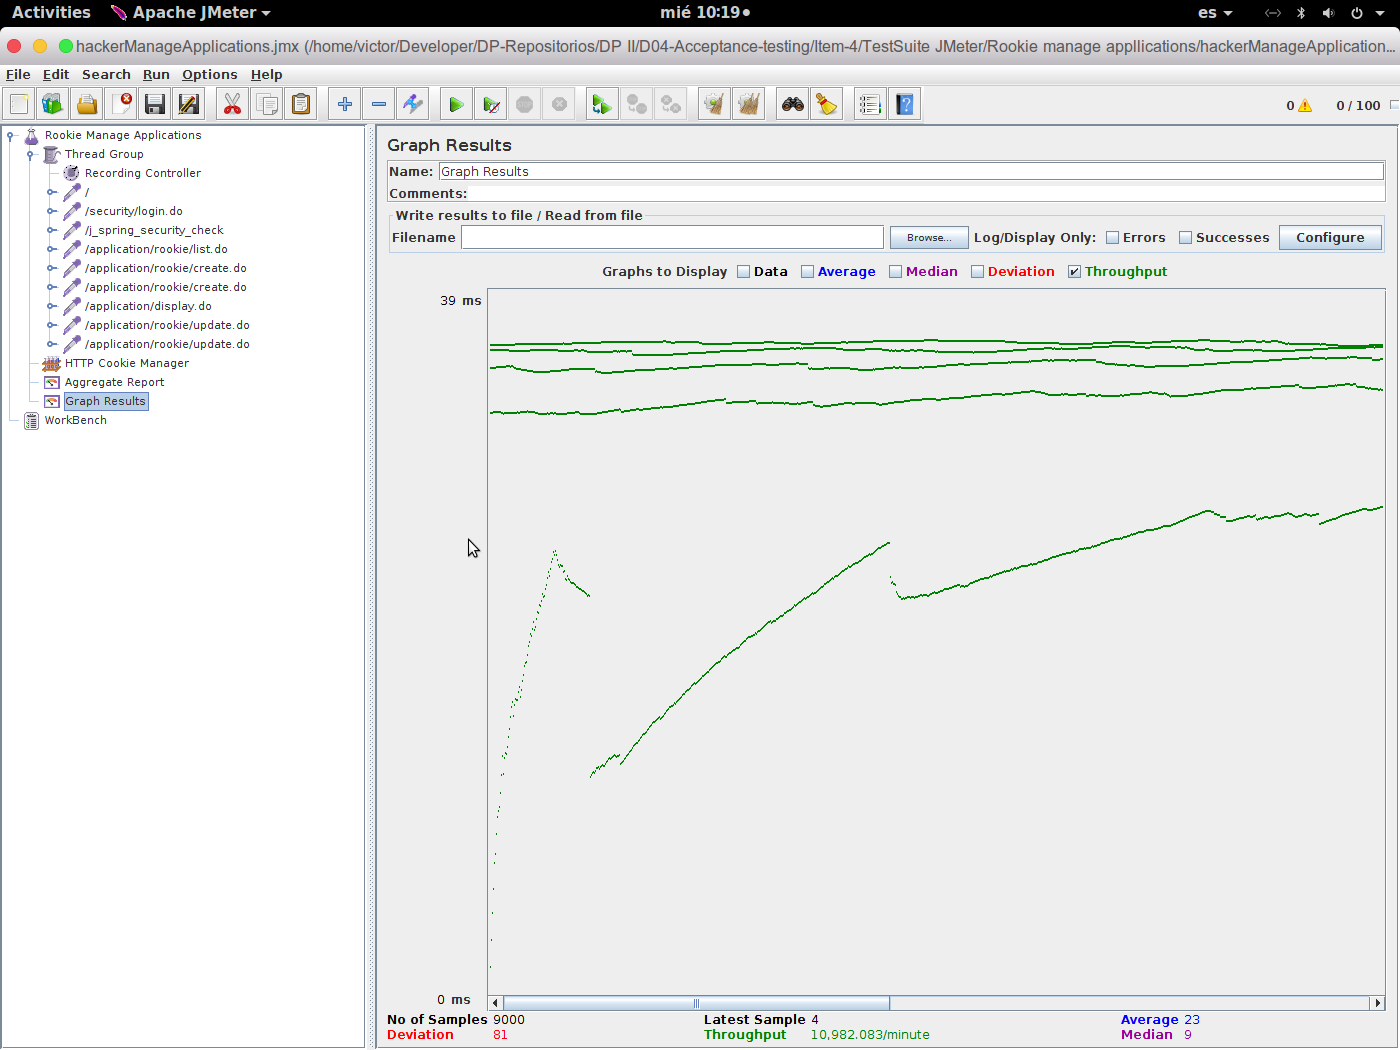 Activities Apache JMeter mié 10:19 es
hackerManageApplications.jmx (/home/victor/Developer/DP-Repositorios/DP II/D04-Acceptance-testing/Item-4/TestSuite JMeter/Rookie manage appllications/hackerManageApplication...
File Edit Search Run Options Help
0 0 / 100
Rookie Manage Applications
Thread Group
Recording Controller
/
/security/login.do
/j_spring_security_check
/application/rookie/list.do
/application/rookie/create.do
/application/rookie/create.do
/application/display.do
/application/rookie/update.do
/application/rookie/update.do
HTTP Cookie Manager
Aggregate Report
Graph Results
WorkBench
Graph Results
Name: Graph Results
Comments:
Write results to file / Read from file
Filename Browse... Log/Display Only: Errors Successes Configure
Graphs to Display Data Average Median Deviation Throughput
39 ms
0 ms
No of Samples 9000 Latest Sample 4 Average 23
Deviation 81 Throughput 10,982.083/minute Median 9